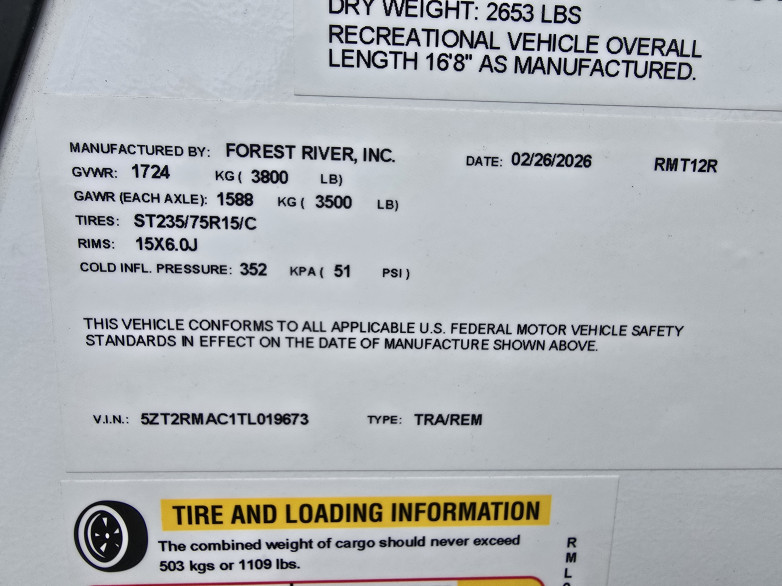 DRY WEIGHT: 2653 LBS
RECREATIONAL VEHICLE OVERALL
LENGTH 16'8" AS MANUFACTURED.
MANUFACTURED BY: FOREST RIVER, INC. DATE: 02/26/2026 RMT12R
GVWR: 1724 KG ( 3800 LB)
GAWR (EACH AXLE): 1588 KG ( 3500 LB)
TIRES: ST235/75R15/C
RIMS: 15X6.0J
COLD INFL. PRESSURE: 352 KPA ( 51 PSI )
THIS VEHICLE CONFORMS TO ALL APPLICABLE U.S. FEDERAL MOTOR VEHICLE SAFETY
STANDARDS IN EFFECT ON THE DATE OF MANUFACTURE SHOWN ABOVE.
V.I.N.: 5ZT2RMAC1TL019673 TYPE: TRA/REM
TIRE AND LOADING INFORMATION
The combined weight of cargo should never exceed
503 kgs or 1109 lbs.
R
M
L